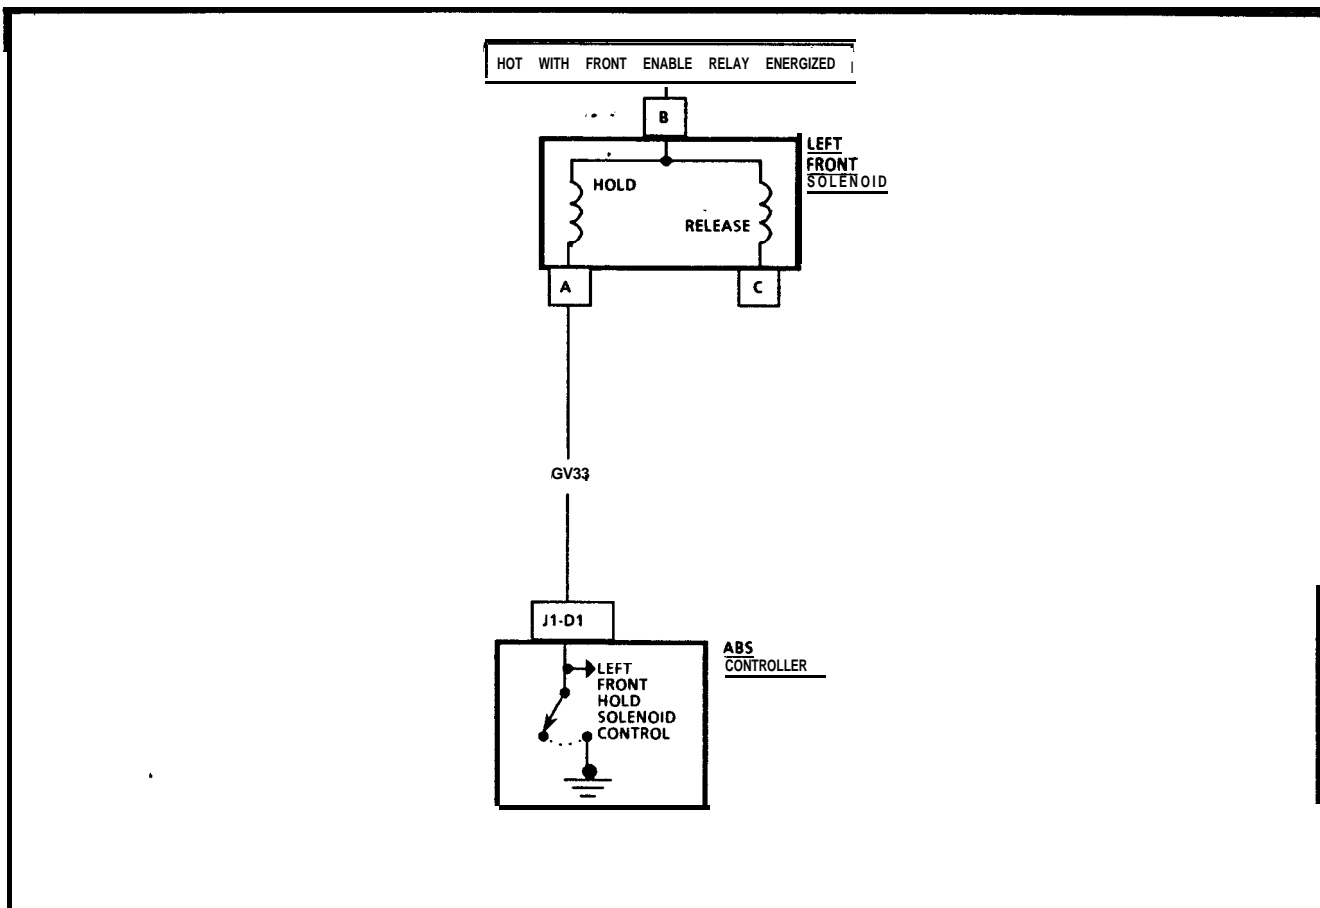 HOT WITH FRONT ENABLE RELAY ENERGIZED
B
LEFT
FRONT
SOLENOID
HOLD
RELEASE
A
C
GV33
J1-D1
ABS
CONTROLLER
LEFT
FRONT
HOLD
SOLENOID
CONTROL